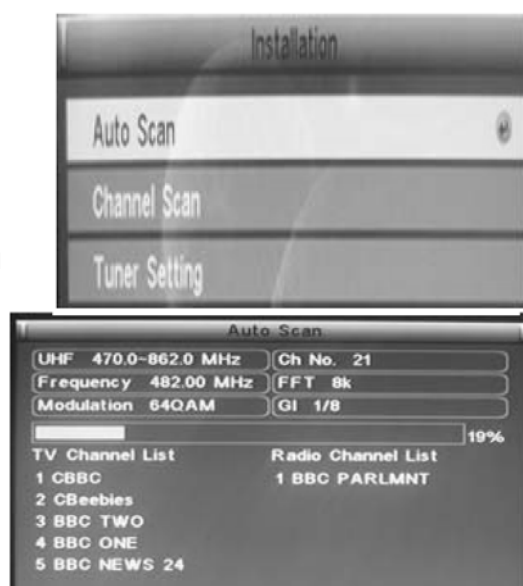 Installation
Auto Scan
Channel Scan
Tuner Setting
Auto Scan
UHF 470.0~862.0 MHz Ch No. 21
Frequency 482.00 MHz FFT 8k
Modulation 64QAM GI 1/8
19%
TV Channel List Radio Channel List
1 CBBC 1 BBC PARLMNT
2 CBeebies
3 BBC TWO
4 BBC ONE
5 BBC NEWS 24